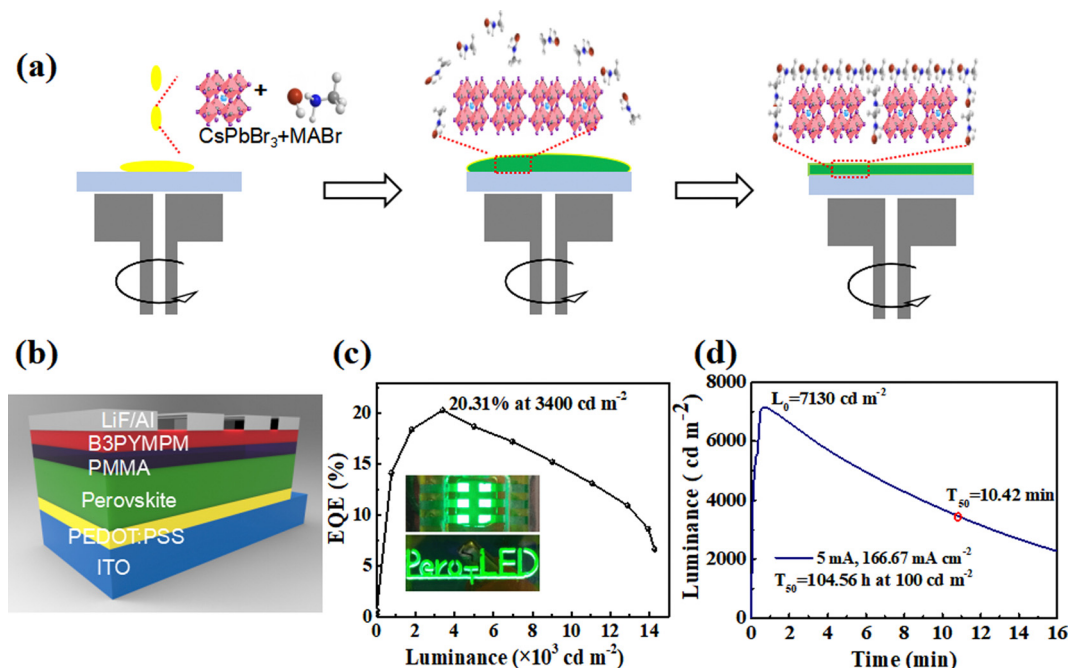 (a)
+
CsPbBr₃+MABr
(b)
LiF/Al
B3PYMPM
PMMA
Perovskite
PEDOT:PSS
ITO
(c)
20.31% at 3400 cd m⁻²
EQE (%)
20
15
10
5
0
Pero-LED
0 2 4 6 8 10 12 14
Luminance (×10³ cd m⁻²)
(d)
Luminance ( cd m⁻²)
8000
6000
4000
2000
0
L₀=7130 cd m⁻²
T₅₀=10.42 min
5 mA, 166.67 mA cm⁻²
T₅₀=104.56 h at 100 cd m⁻²
0 2 4 6 8 10 12 14 16
Time (min)